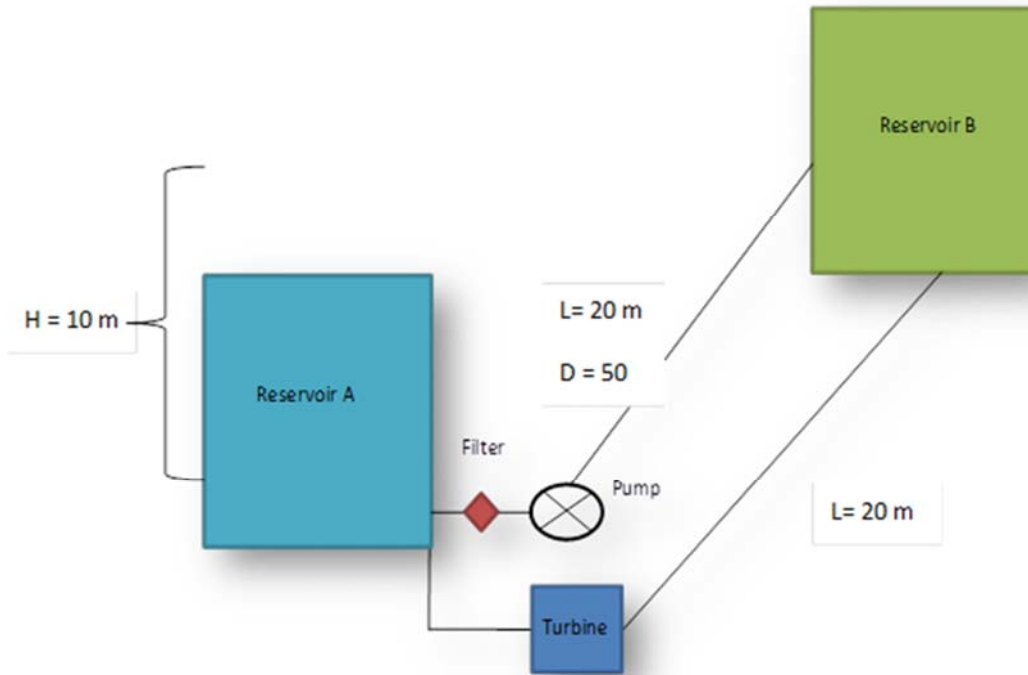 Reservoir B
L= 20 m
H = 10 m
D = 50
Reservoir A
Filter
Pump
L= 20 m
Turbine